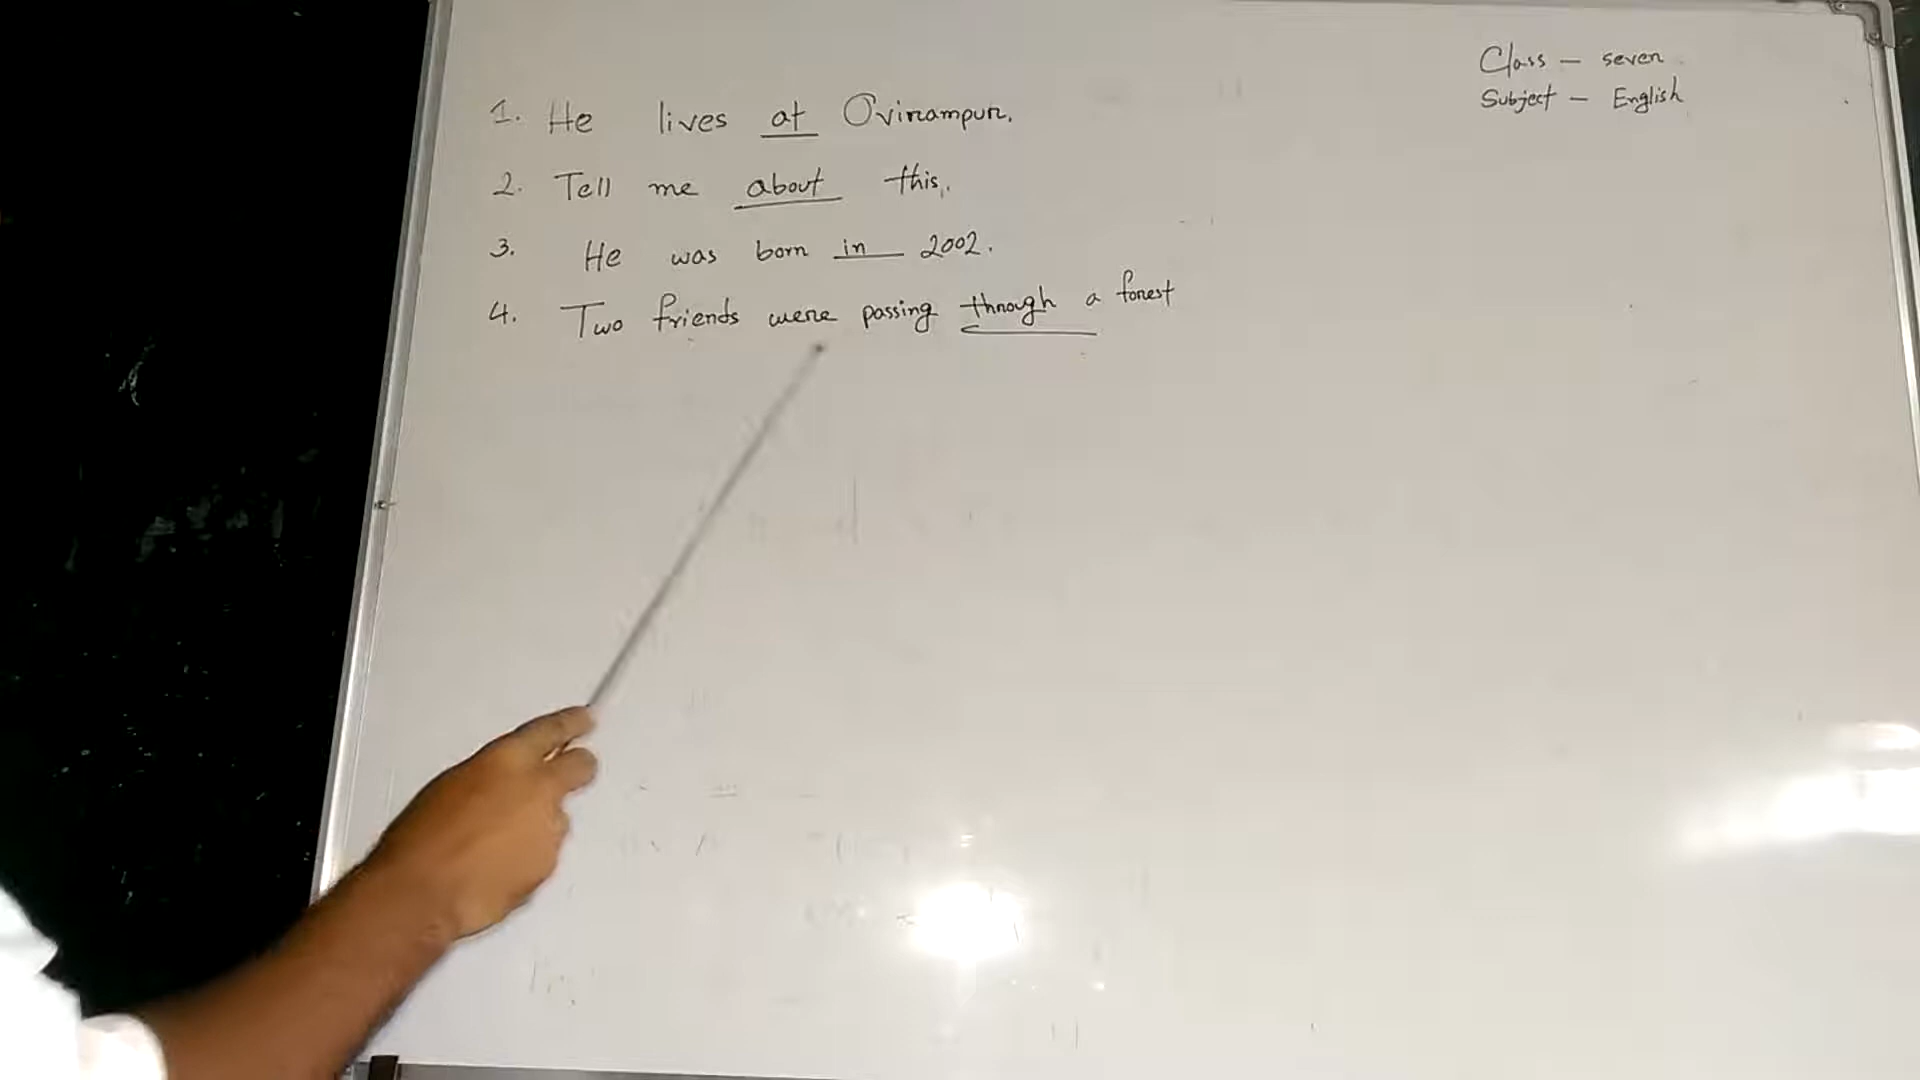 1. He lives at Ovirampur.
2. Tell me about this.
3. He was born in 2002.
4. Two friends were passing through a forest
Class – seven
Subject – English